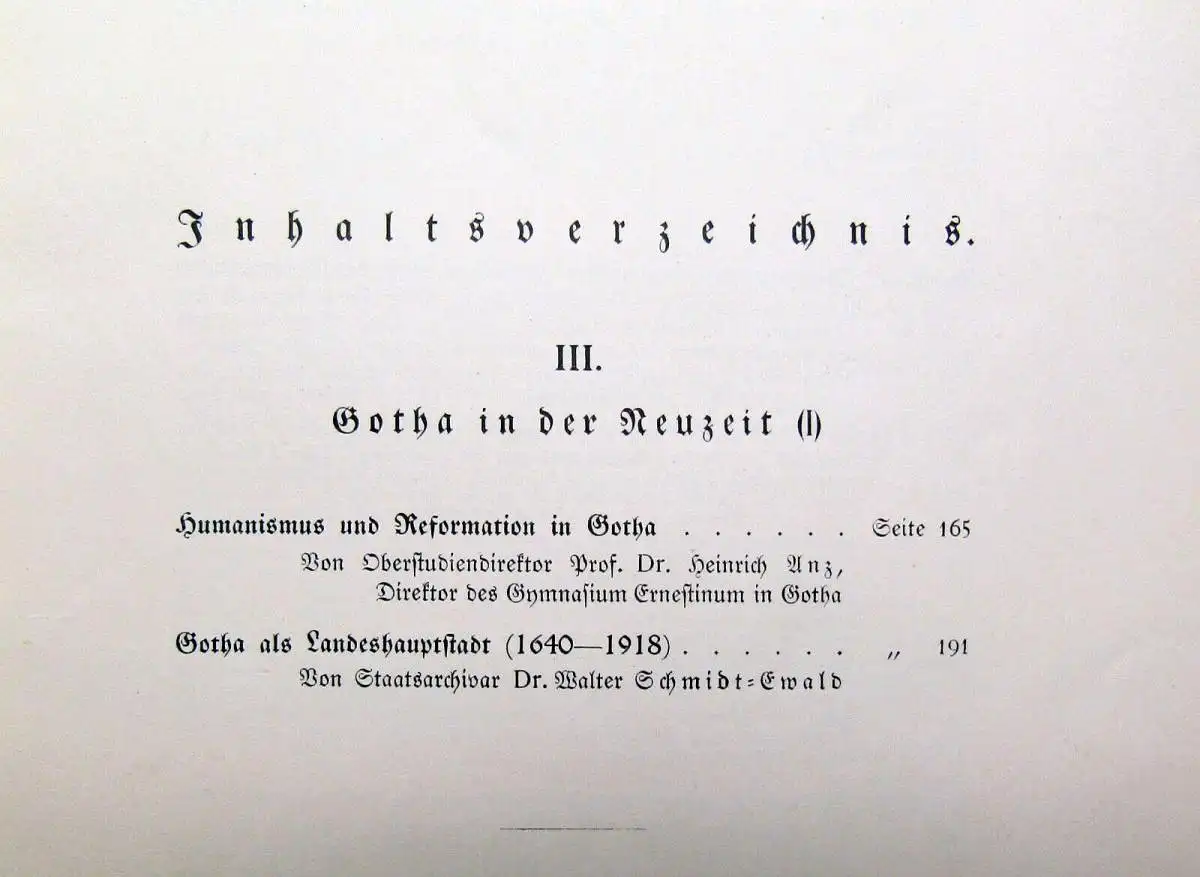 Inhaltsverzeichnis.
III.
Gotha in der Neuzeit (I)
Humanismus und Reformation in Gotha . . . . . . Seite 165
Von Oberstudiendirektor Prof. Dr. Heinrich Anz,
Direktor des Gymnasium Ernestinum in Gotha
Gotha als Landeshauptstadt (1640—1918) . . . . . . „ 191
Von Staatsarchivar Dr. Walter Schmidt-Ewald